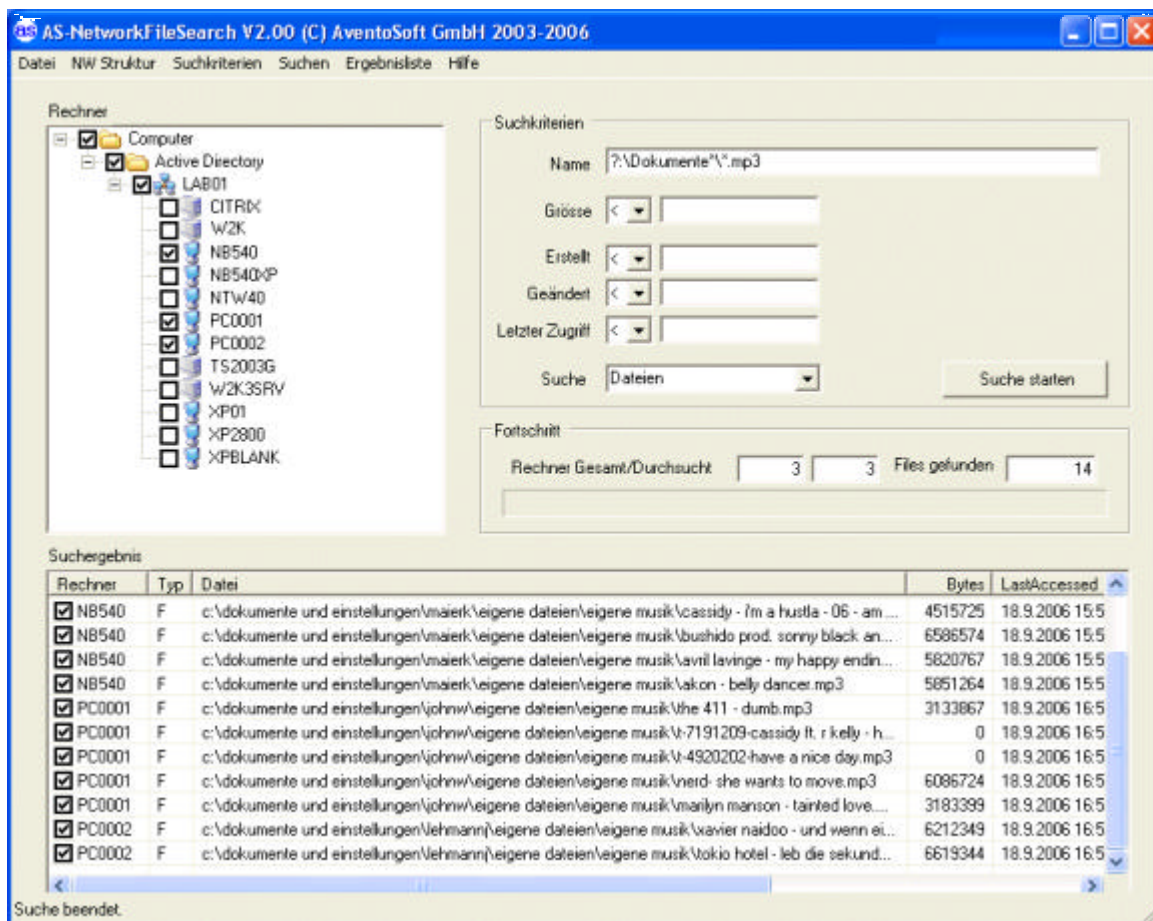 AS-NetworkFileSearch V2.00 (C) AventoSoft GmbH 2003-2006
Datei NW Struktur Suchkriterien Suchen Ergebnisliste Hilfe
Rechner
Computer
Active Directory
LAB01
CITRIX
W2K
NB540
NB540XP
NTW40
PC0001
PC0002
TS2003G
W2K3SRV
XP01
XP2800
XPBLANK
Suchkriterien
Name ?:\Dokumente*\*.mp3
Grösse <
Erstellt <
Geändert <
Letzter Zugriff <
Suche Dateien Suche starten
Fortschritt
Rechner Gesamt/Durchsucht 3 3 Files gefunden 14
Suchergebnis
Rechner Typ Datei Bytes LastAccessed
NB540 F c:\dokumente und einstellungen\maierk\eigene dateien\eigene musik\cassidy - i'm a hustla - 06 - am ... 4515725 18.9.2006 15:5
NB540 F c:\dokumente und einstellungen\maierk\eigene dateien\eigene musik\bushido prod. sonny black an... 6586574 18.9.2006 15:5
NB540 F c:\dokumente und einstellungen\maierk\eigene dateien\eigene musik\avril lavinge - my happy endin... 5820767 18.9.2006 15:5
NB540 F c:\dokumente und einstellungen\maierk\eigene dateien\eigene musik\akon - belly dancer.mp3 5851264 18.9.2006 15:5
PC0001 F c:\dokumente und einstellungen\johnw\eigene dateien\eigene musik\the 411 - dumb.mp3 3133867 18.9.2006 16:5
PC0001 F c:\dokumente und einstellungen\johnw\eigene dateien\eigene musik\t-7191209-cassidy ft. r kelly - h... 0 18.9.2006 16:5
PC0001 F c:\dokumente und einstellungen\johnw\eigene dateien\eigene musik\t-4920202-have a nice day.mp3 0 18.9.2006 16:5
PC0001 F c:\dokumente und einstellungen\johnw\eigene dateien\eigene musik\nerd- she wants to move.mp3 6086724 18.9.2006 16:5
PC0001 F c:\dokumente und einstellungen\johnw\eigene dateien\eigene musik\marilyn manson - tainted love.... 3183399 18.9.2006 16:5
PC0002 F c:\dokumente und einstellungen\lehmannj\eigene dateien\eigene musik\xavier naidoo - und wenn ei... 6212349 18.9.2006 16:5
PC0002 F c:\dokumente und einstellungen\lehmannj\eigene dateien\eigene musik\tokio hotel - leb die sekund... 6619344 18.9.2006 16:5
Suche beendet.